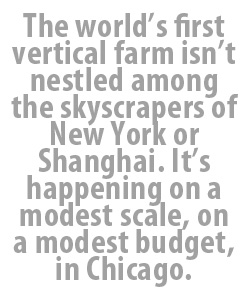 The world's first
vertical farm isn't
nestled among
the skyscrapers of
New York or
Shanghai. It's
happening on a
modest scale, on
a modest budget,
in Chicago.